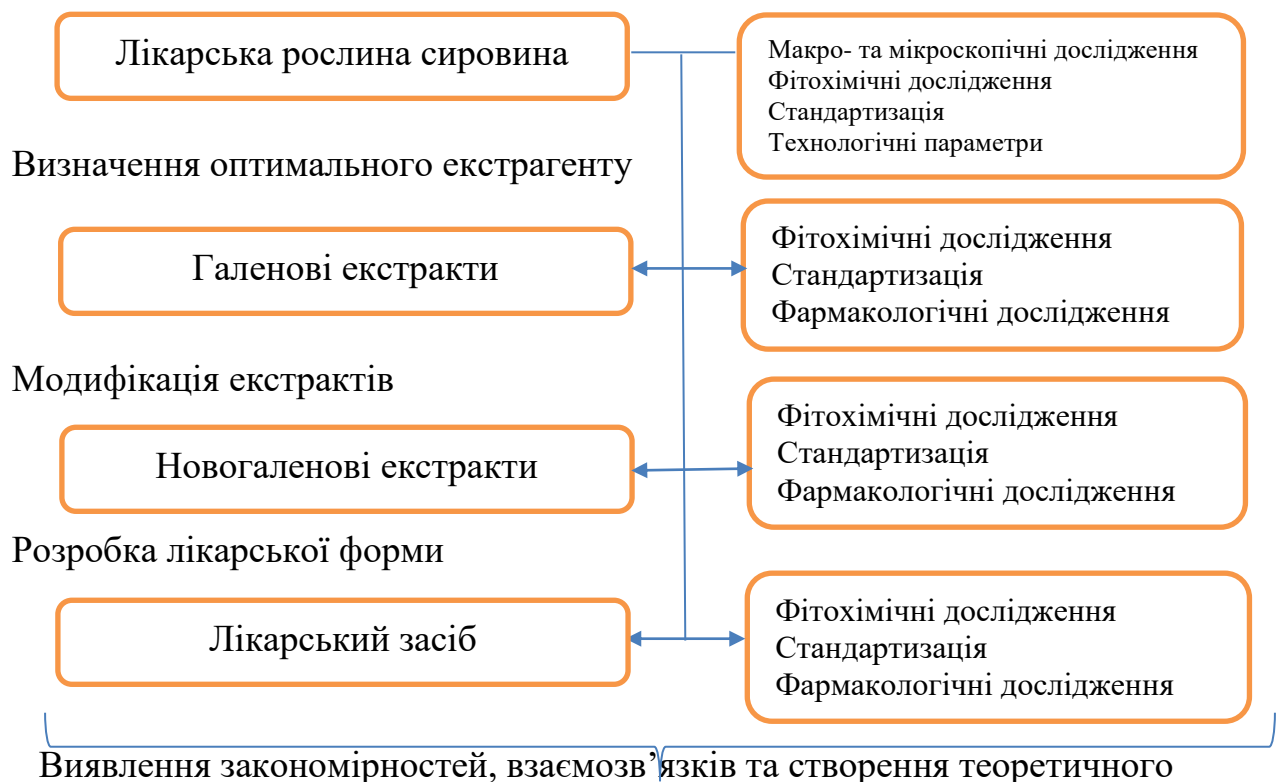 Лікарська рослина сировина
Макро- та мікроскопічні дослідження
Фітохімічні дослідження
Стандартизація
Технологічні параметри
Визначення оптимального екстрагенту
Галенові екстракти
Фітохімічні дослідження
Стандартизація
Фармакологічні дослідження
Модифікація екстрактів
Новогаленові екстракти
Фітохімічні дослідження
Стандартизація
Фармакологічні дослідження
Розробка лікарської форми
Лікарський засіб
Фітохімічні дослідження
Стандартизація
Фармакологічні дослідження
Виявлення закономірностей, взаємозв’язків та створення теоретичного